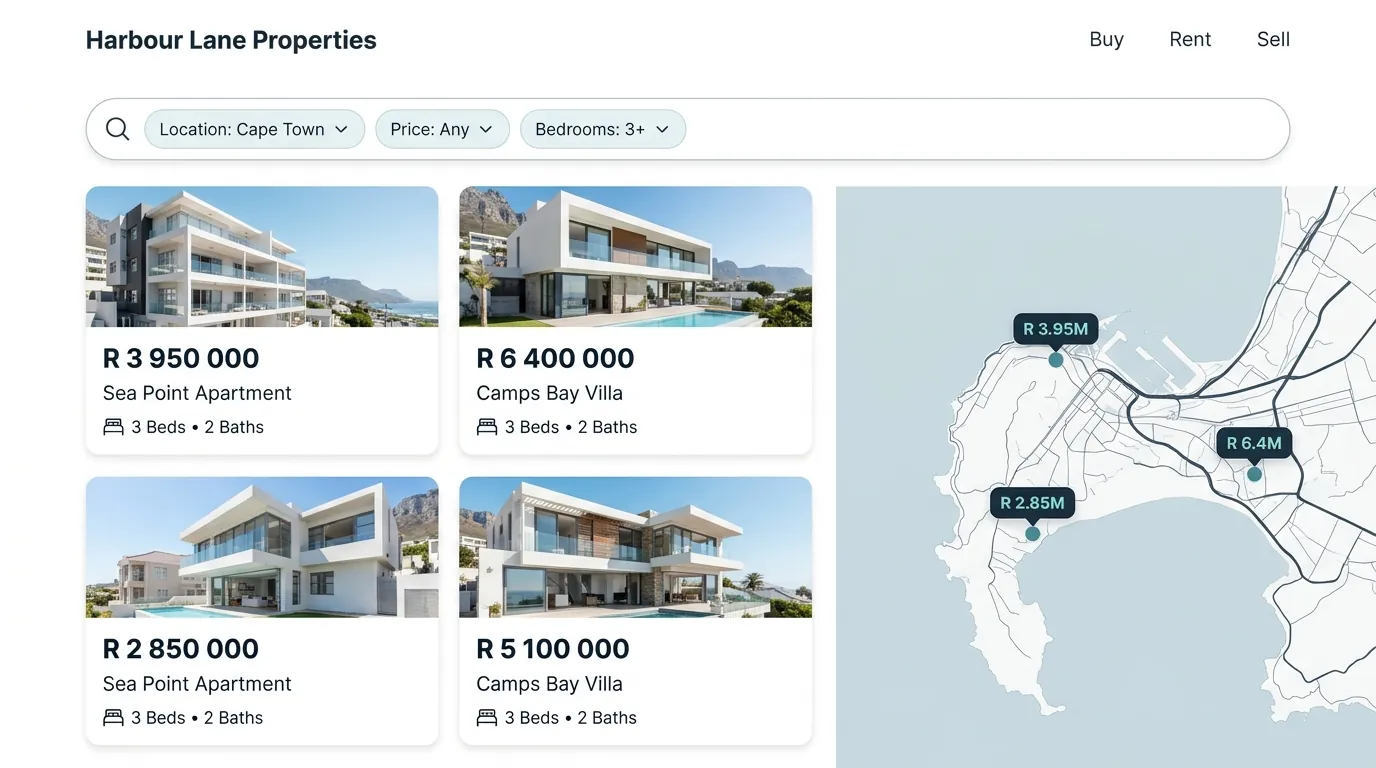 Harbour Lane Properties
Buy Rent Sell
Location: Cape Town Price: Any Bedrooms: 3+
R 3 950 000
Sea Point Apartment
3 Beds • 2 Baths
R 6 400 000
Camps Bay Villa
3 Beds • 2 Baths
R 2 850 000
Sea Point Apartment
3 Beds • 2 Baths
R 5 100 000
Camps Bay Villa
3 Beds • 2 Baths
R 3.95M
R 6.4M
R 2.85M